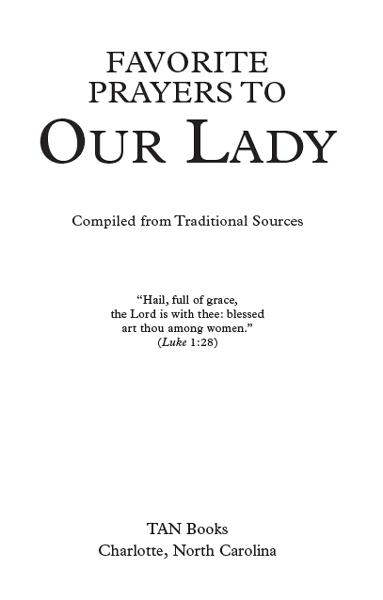 FAVORITE
PRAYERS TO
OUR LADY
Compiled from Traditional Sources
“Hail, full of grace,
the Lord is with thee: blessed
art thou among women.”
(Luke 1:28)
TAN Books
Charlotte, North Carolina